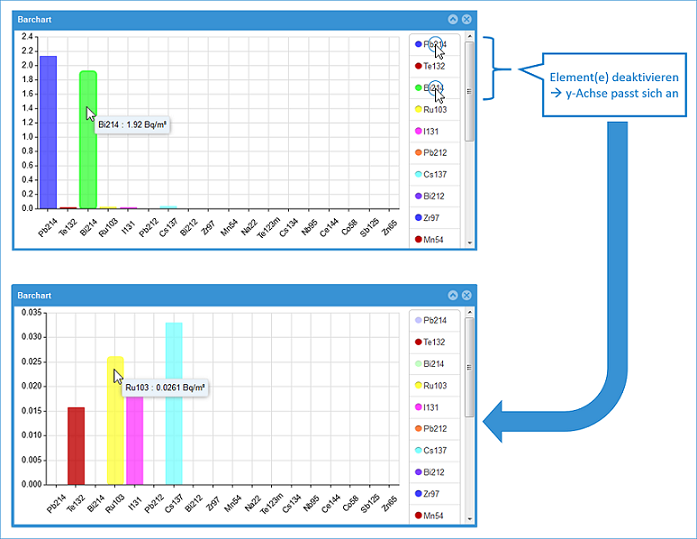 Barchart
2.4
2.2
2.0
1.8
1.6
1.4
1.2
1.0
0.8
0.6
0.4
0.2
0.0
Bi214 : 1.92 Bq/m²
Pb214 Te132 Bi214 Ru103 I131 Pb212 Cs137 Bi212 Zr97 Mn54 Na22 Te123m Cs134 Nb95 Ce144 Co58 Sb125 Zn65
Pb214
Te132
Bi214
Ru103
I131
Pb212
Cs137
Bi212
Zr97
Mn54
Element(e) deaktivieren
→ y-Achse passt sich an
Barchart
0.035
0.030
0.025
0.020
0.015
0.010
0.005
0.000
Ru103 : 0.0261 Bq/m²
Pb214 Te132 Bi214 Ru103 I131 Pb212 Cs137 Bi212 Zr97 Mn54 Na22 Te123m Cs134 Nb95 Ce144 Co58 Sb125 Zn65
Pb214
Te132
Bi214
Ru103
I131
Pb212
Cs137
Bi212
Zr97
Mn54